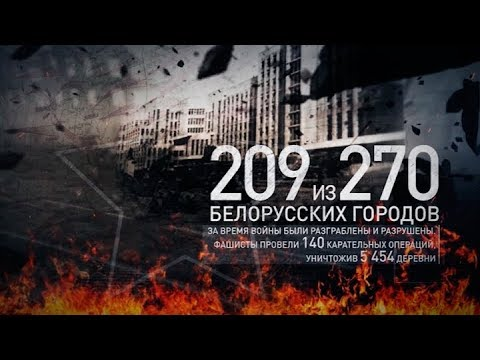 209 ИЗ 270
БЕЛОРУССКИХ ГОРОДОВ
ЗА ВРЕМЯ ВОЙНЫ БЫЛИ РАЗГРАБЛЕНЫ И РАЗРУШЕНЫ
ФАШИСТЫ ПРОВЕЛИ 140 КАРАТЕЛЬНЫХ ОПЕРАЦИЙ,
УНИЧТОЖИВ 5 454 ДЕРЕВНИ